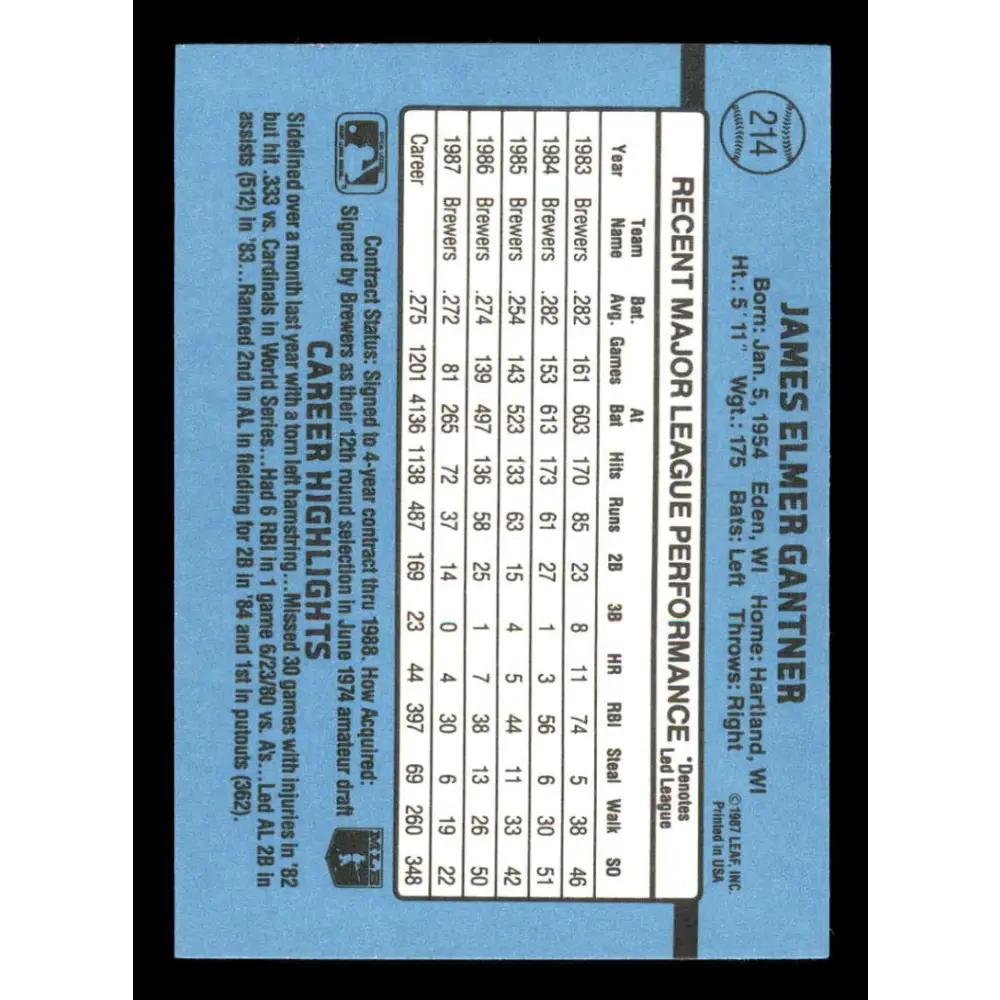 214
JAMES ELMER GANTNER
Born: Jan. 5, 1954 Eden, WI Home: Hartland, WI
Ht.: 5'11" Wgt.: 175 Bats: Left Throws: Right
©1987 LEAF, INC.
Printed in USA
RECENT MAJOR LEAGUE PERFORMANCE *Denotes Led League
Year Team Name Bat. Avg. Games At Bat Hits Runs 2B 3B HR RBI Steal Walk SO
1983 Brewers .282 161 603 170 85 23 8 11 74 5 38 46
1984 Brewers .282 153 613 173 61 27 1 3 56 6 30 51
1985 Brewers .254 143 523 133 63 15 4 5 44 11 33 42
1986 Brewers .274 139 497 136 58 25 1 7 38 13 26 50
1987 Brewers .272 81 265 72 37 14 0 4 30 6 19 22
Career .275 1201 4136 1138 487 169 23 44 397 69 260 348
Contract Status: Signed to 4-year contract thru 1988. How Acquired:
Signed by Brewers as their 12th round selection in June 1974 amateur draft
MLB
CAREER HIGHLIGHTS
Sidelined over a month last year with a torn left hamstring...Missed 30 games with injuries in '82
but hit .333 vs. Cardinals in World Series...Had 6 RBI in 1 game 6/23/80 vs. A's...Led AL 2B in
assists (512) in '83...Ranked 2nd in AL in fielding for 2B in '84 and 1st in putouts (362).